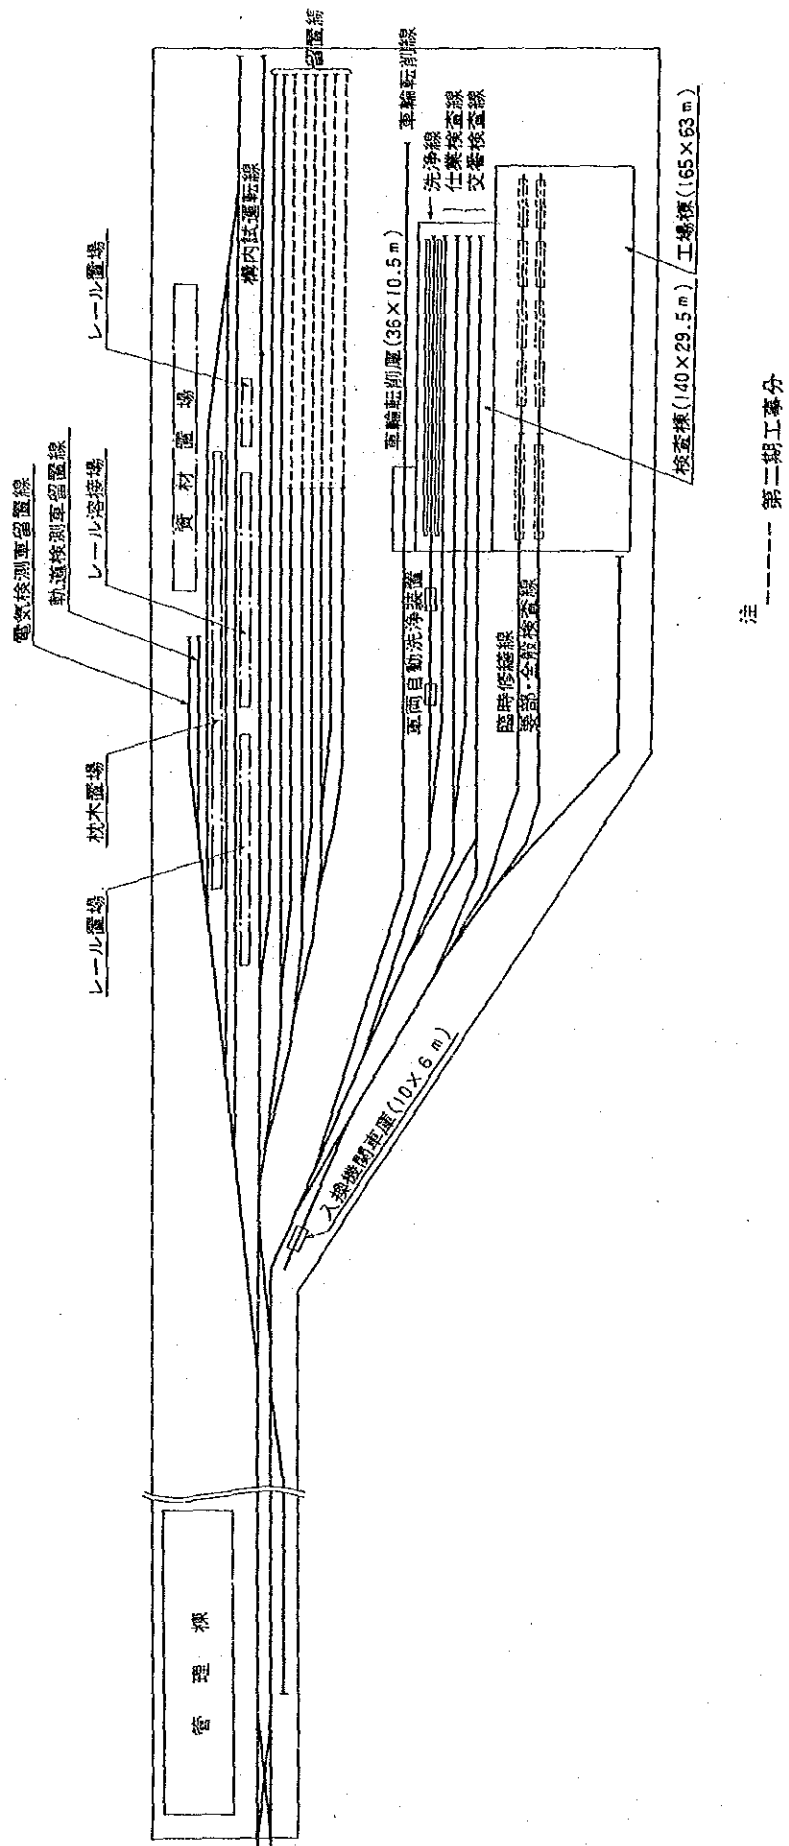 電気検測車留置線
軌道検測車留置線
レール溶接場
レール置場
枕木置場
レール置場
資材置場
構内試運転線
留置線
車輪転削線
洗浄線
仕業検査線
交番検査線
車輪転削庫(36×10.5m)
車両自動洗浄装置
臨時修繕線
要部・全般検査線
検査棟(140×29.5m)
工場棟(165×63m)
入換機関車庫(10×6m)
管理棟
注 ----- 第二期工事分